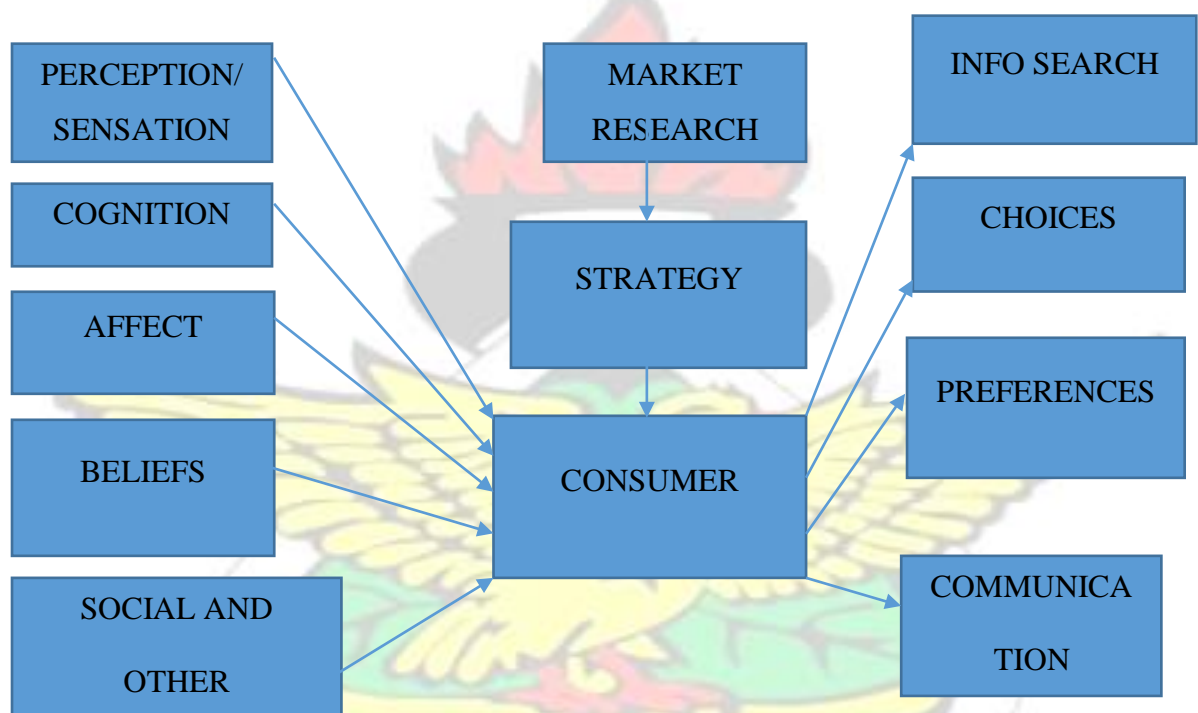 PERCEPTION/
SENSATION
COGNITION
AFFECT
BELIEFS
SOCIAL AND
OTHER
MARKET
RESEARCH
STRATEGY
CONSUMER
INFO SEARCH
CHOICES
PREFERENCES
COMMUNICA
TION